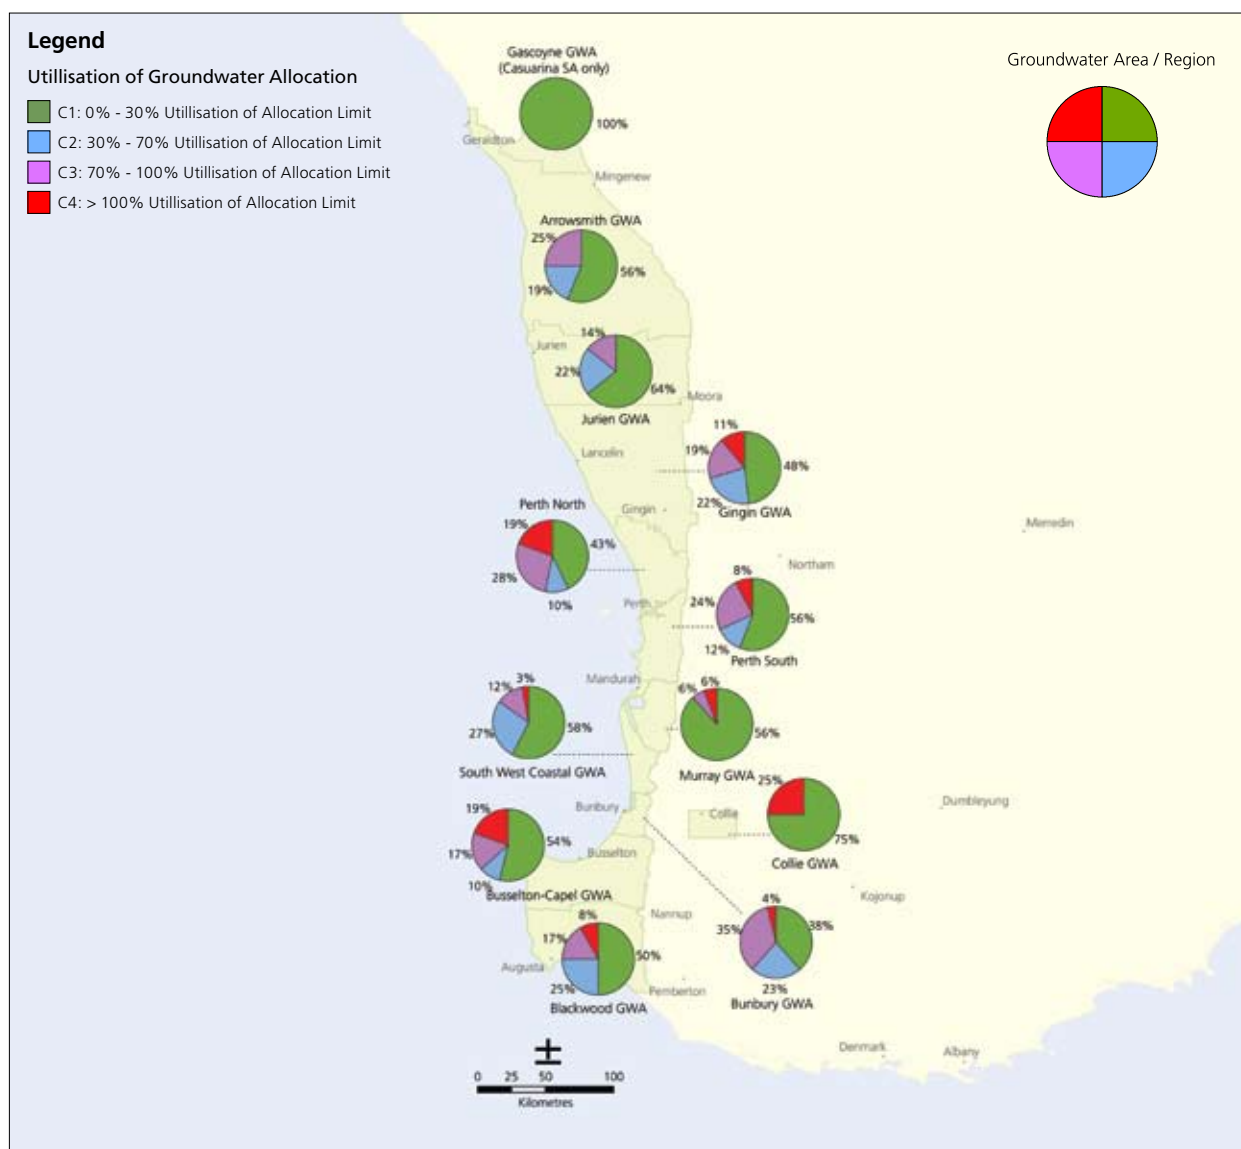 Legend
Utillisation of Groundwater Allocation
C1: 0% - 30% Utillisation of Allocation Limit
C2: 30% - 70% Utillisation of Allocation Limit
C3: 70% - 100% Utillisation of Allocation Limit
C4: > 100% Utillisation of Allocation Limit
Groundwater Area / Region
Gascoyne GWA
(Casuarina SA only)
100%
Geraldton
Mingenew
Arrowsmith GWA
25%
56%
19%
14%
Jurien
22%
64%
Moora
Jurien GWA
11%
Lancelin
19%
48%
22%
Gingin GWA
Perth North
Gingin
19%
43%
28%
10%
Merredin
Northam
8%
Perth
24%
56%
12%
Perth South
Mandurah
3%
12%
58%
27%
South West Coastal GWA
6%
6%
56%
Murray GWA
25%
Bunbury
Collie
75%
Collie GWA
Dumbleyung
19%
54%
17%
10%
Busselton
Busselton-Capel GWA
Kojonup
8%
Nannup
17%
50%
Augusta
25%
Pemberton
Blackwood GWA
4%
38%
35%
23%
Bunbury GWA
Denmark
Albany
0 25 50 100
Kilometres